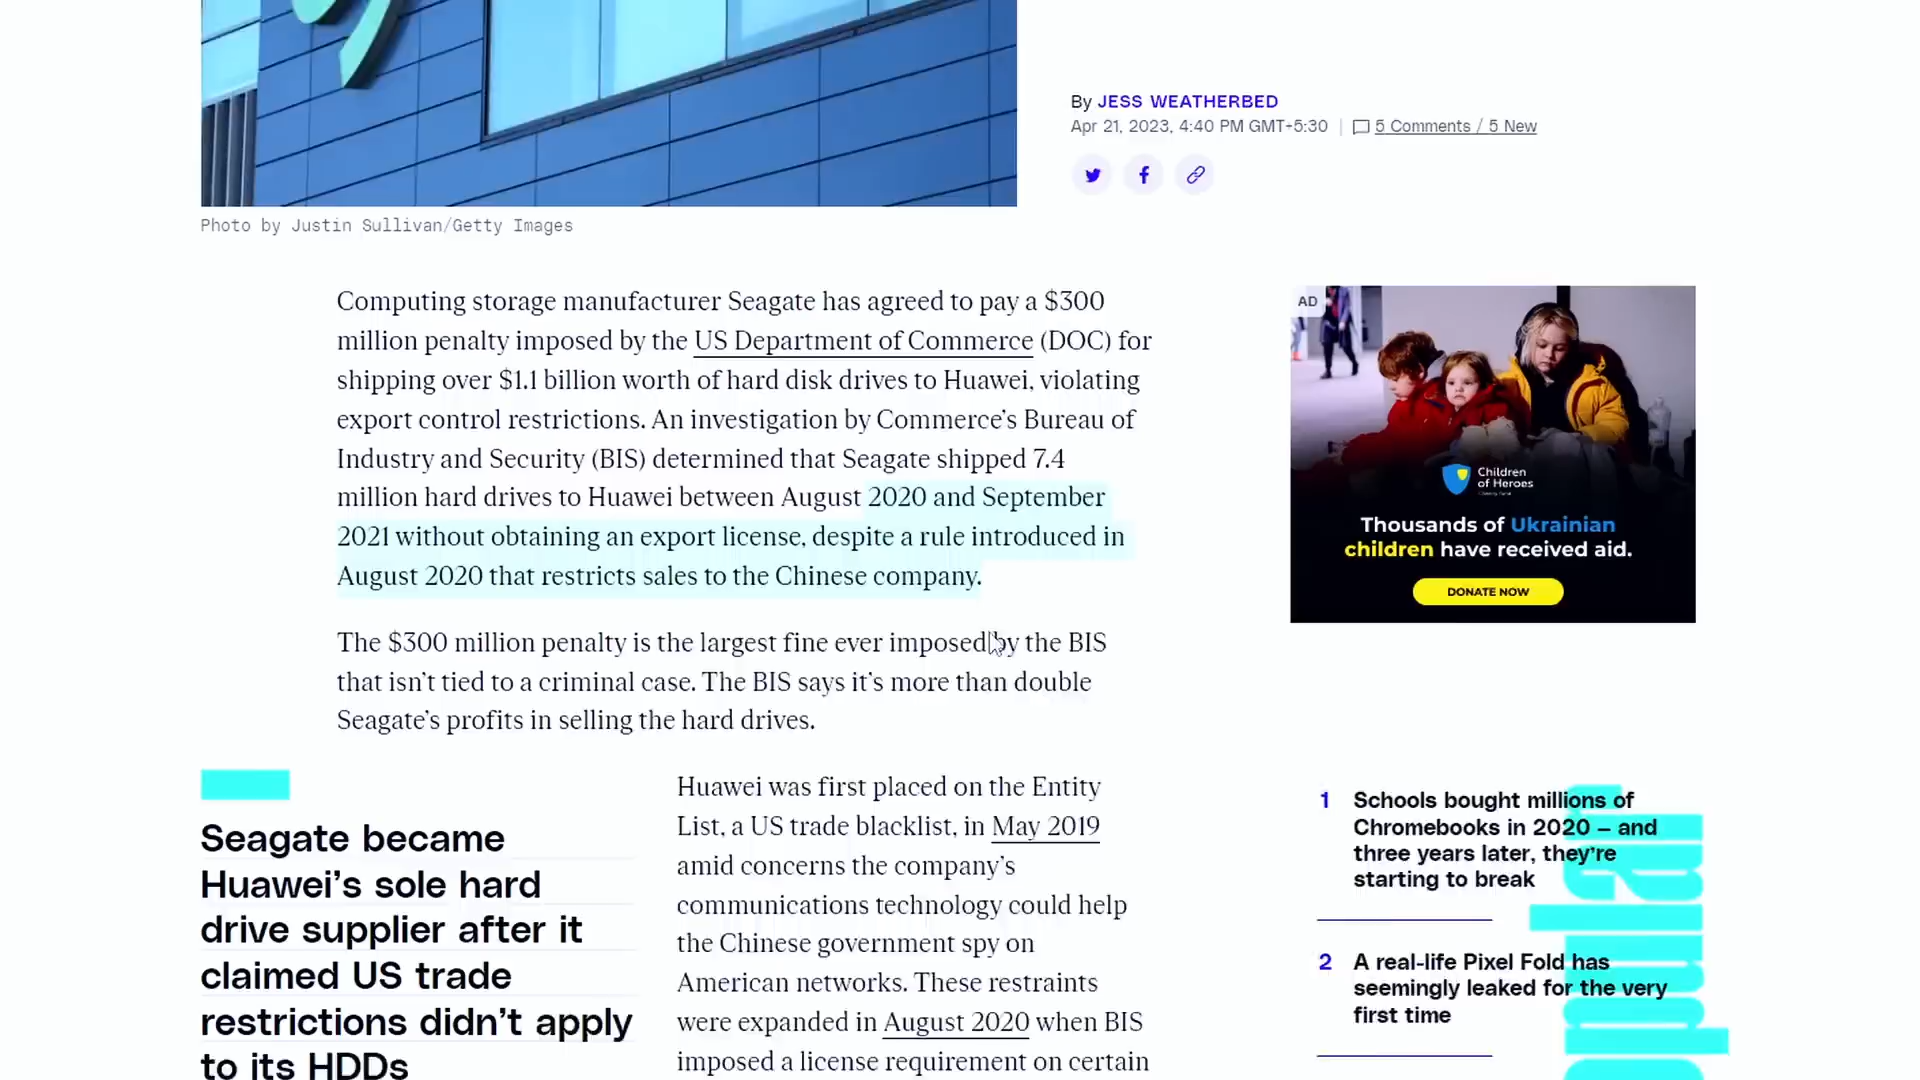 By JESS WEATHERBED
Apr 21, 2023, 4:40 PM GMT+5:30 | 5 Comments / 5 New
Photo by Justin Sullivan/Getty Images
Computing storage manufacturer Seagate has agreed to pay a $300
million penalty imposed by the US Department of Commerce (DOC) for
shipping over $1.1 billion worth of hard disk drives to Huawei, violating
export control restrictions. An investigation by Commerce’s Bureau of
Industry and Security (BIS) determined that Seagate shipped 7.4
million hard drives to Huawei between August 2020 and September
2021 without obtaining an export license, despite a rule introduced in
August 2020 that restricts sales to the Chinese company.
The $300 million penalty is the largest fine ever imposed by the BIS
that isn’t tied to a criminal case. The BIS says it’s more than double
Seagate’s profits in selling the hard drives.
AD
Children
of Heroes
Thousands of Ukrainian
children have received aid.
DONATE NOW
Seagate became
Huawei’s sole hard
drive supplier after it
claimed US trade
restrictions didn’t apply
to its HDDs
Huawei was first placed on the Entity
List, a US trade blacklist, in May 2019
amid concerns the company’s
communications technology could help
the Chinese government spy on
American networks. These restraints
were expanded in August 2020 when BIS
imposed a license requirement on certain
1 Schools bought millions of
Chromebooks in 2020 — and
three years later, they’re
starting to break
2 A real-life Pixel Fold has
seemingly leaked for the very
first time